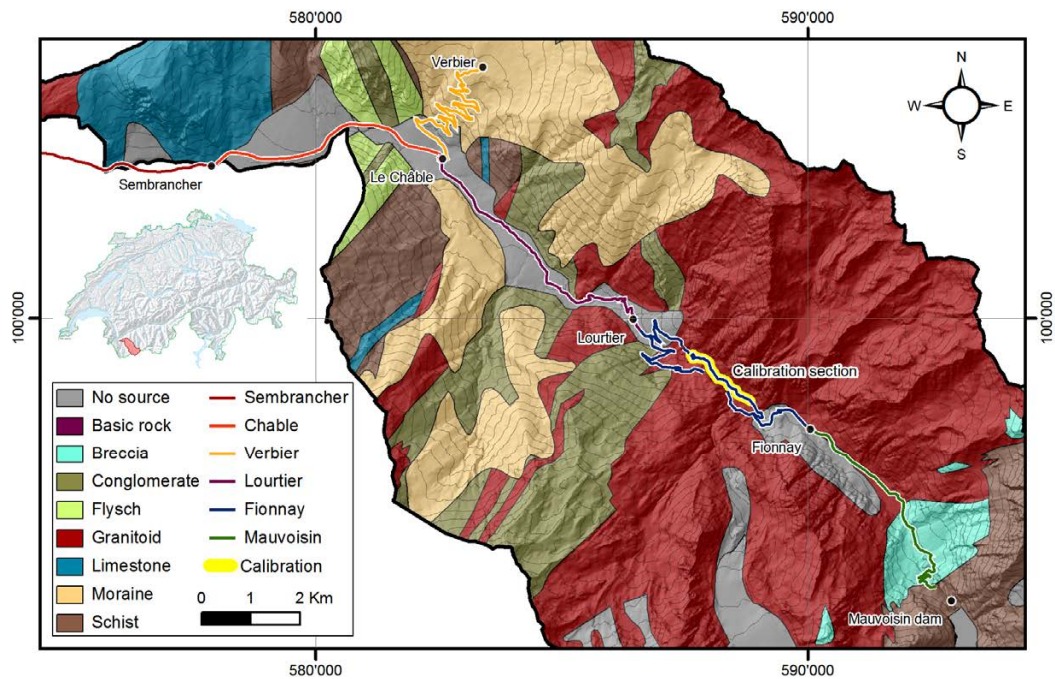 580'000
590'000
N
W
E
S
Verbier
Sembrancher
Le Châble
100'000
100'000
Lourtier
Calibration section
Fionnay
Mauvoisin dam
No source
Basic rock
Breccia
Conglomerate
Flysch
Granitoid
Limestone
Moraine
Schist
Sembrancher
Chable
Verbier
Lourtier
Fionnay
Mauvoisin
Calibration
0 1 2 Km
580'000
590'000